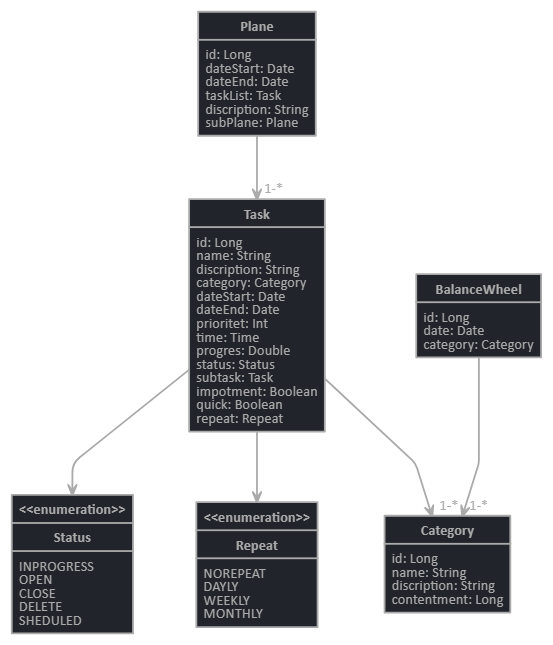 Plane
id: Long
dateStart: Date
dateEnd: Date
taskList: Task
discription: String
subPlane: Plane
1-*
Task
id: Long
name: String
discription: String
category: Category
dateStart: Date
dateEnd: Date
prioritet: Int
time: Time
progres: Double
status: Status
subtask: Task
impotment: Boolean
quick: Boolean
repeat: Repeat
BalanceWheel
id: Long
date: Date
category: Category
<<enumeration>>
Status
INPROGRESS
OPEN
CLOSE
DELETE
SHEDULED
<<enumeration>>
Repeat
NOREPEAT
DAYLY
WEEKLY
MONTHLY
1-*
1-*
Category
id: Long
name: String
discription: String
contentment: Long